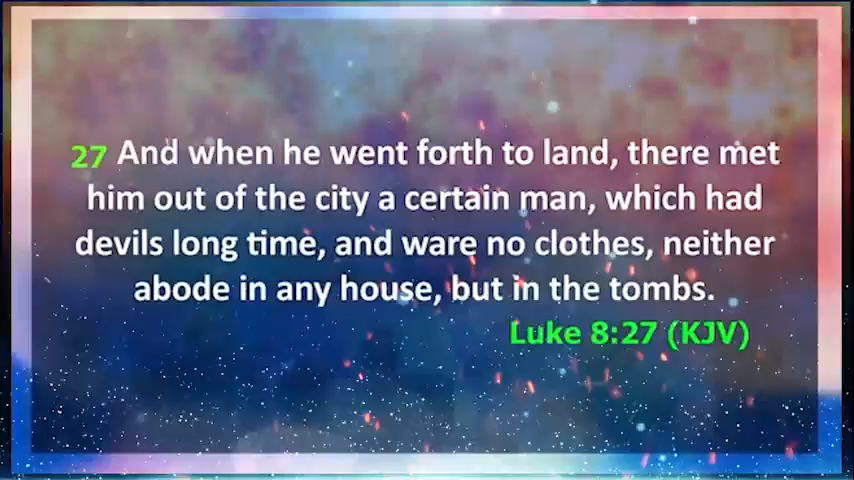 27 And when he went forth to land, there met
him out of the city a certain man, which had
devils long time, and ware no clothes, neither
abode in any house, but in the tombs.
Luke 8:27 (KJV)